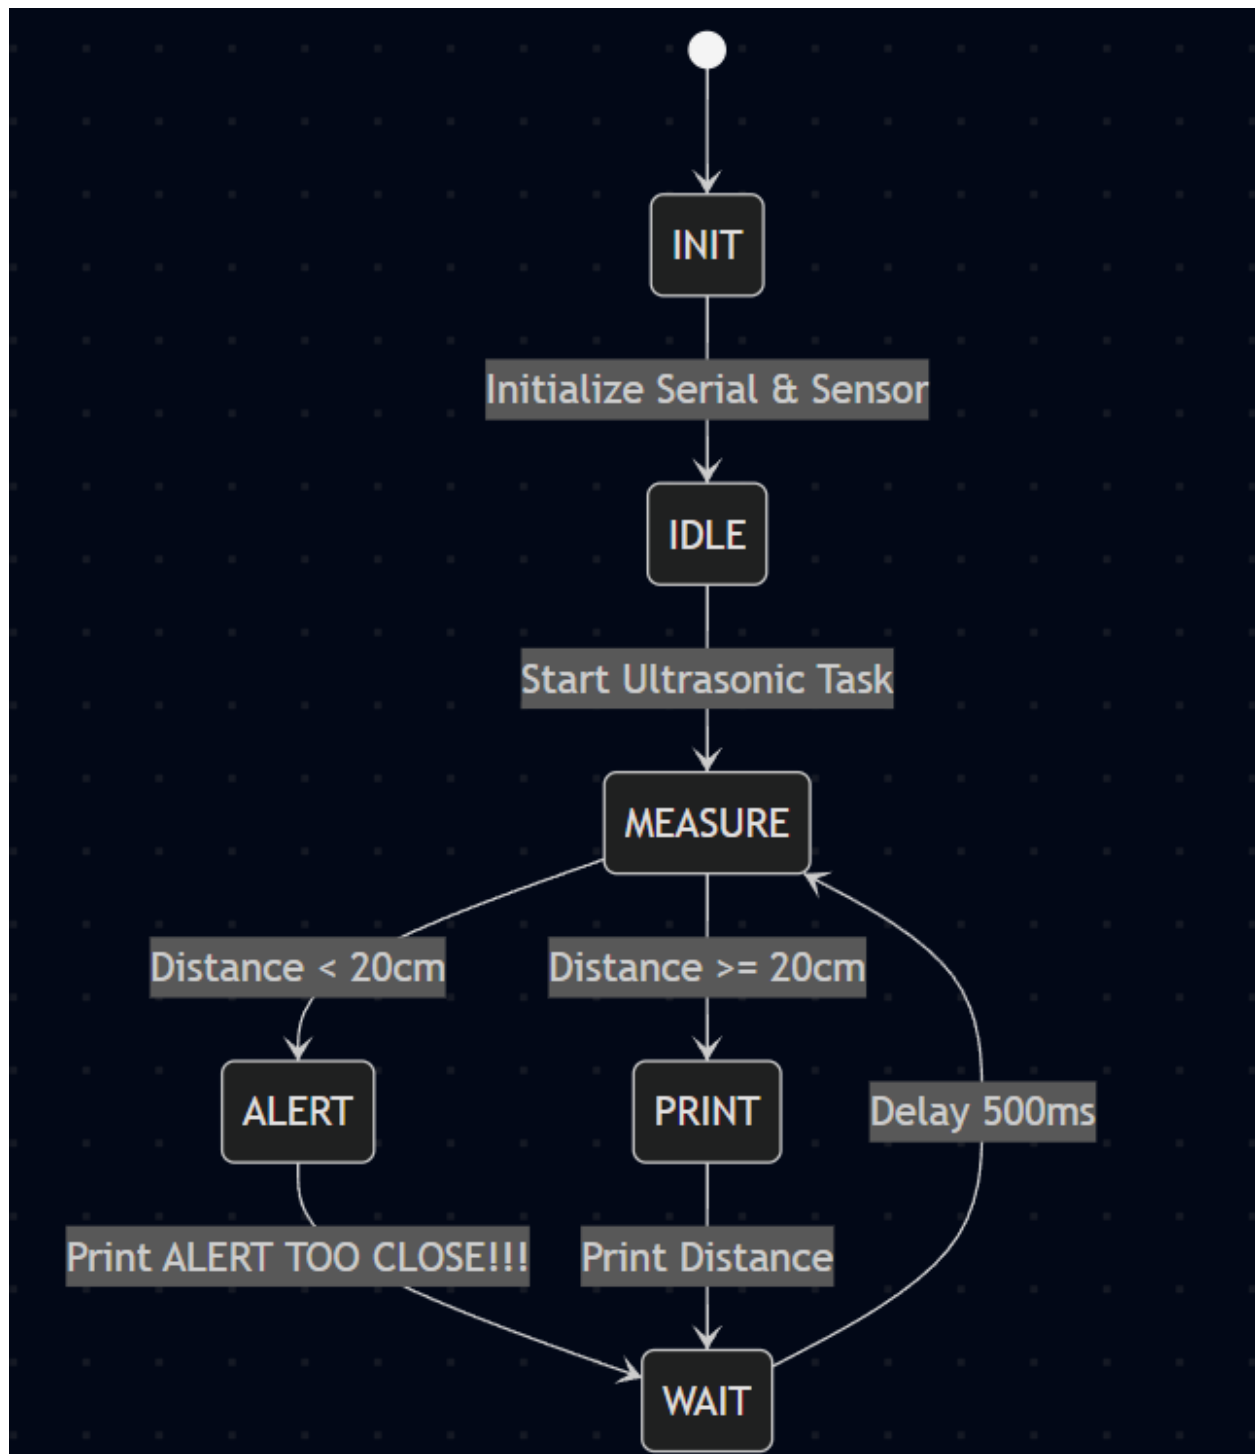 INIT
Initialize Serial & Sensor
IDLE
Start Ultrasonic Task
MEASURE
Distance < 20cm
Distance >= 20cm
ALERT
PRINT
Delay 500ms
Print ALERT TOO CLOSE!!!
Print Distance
WAIT